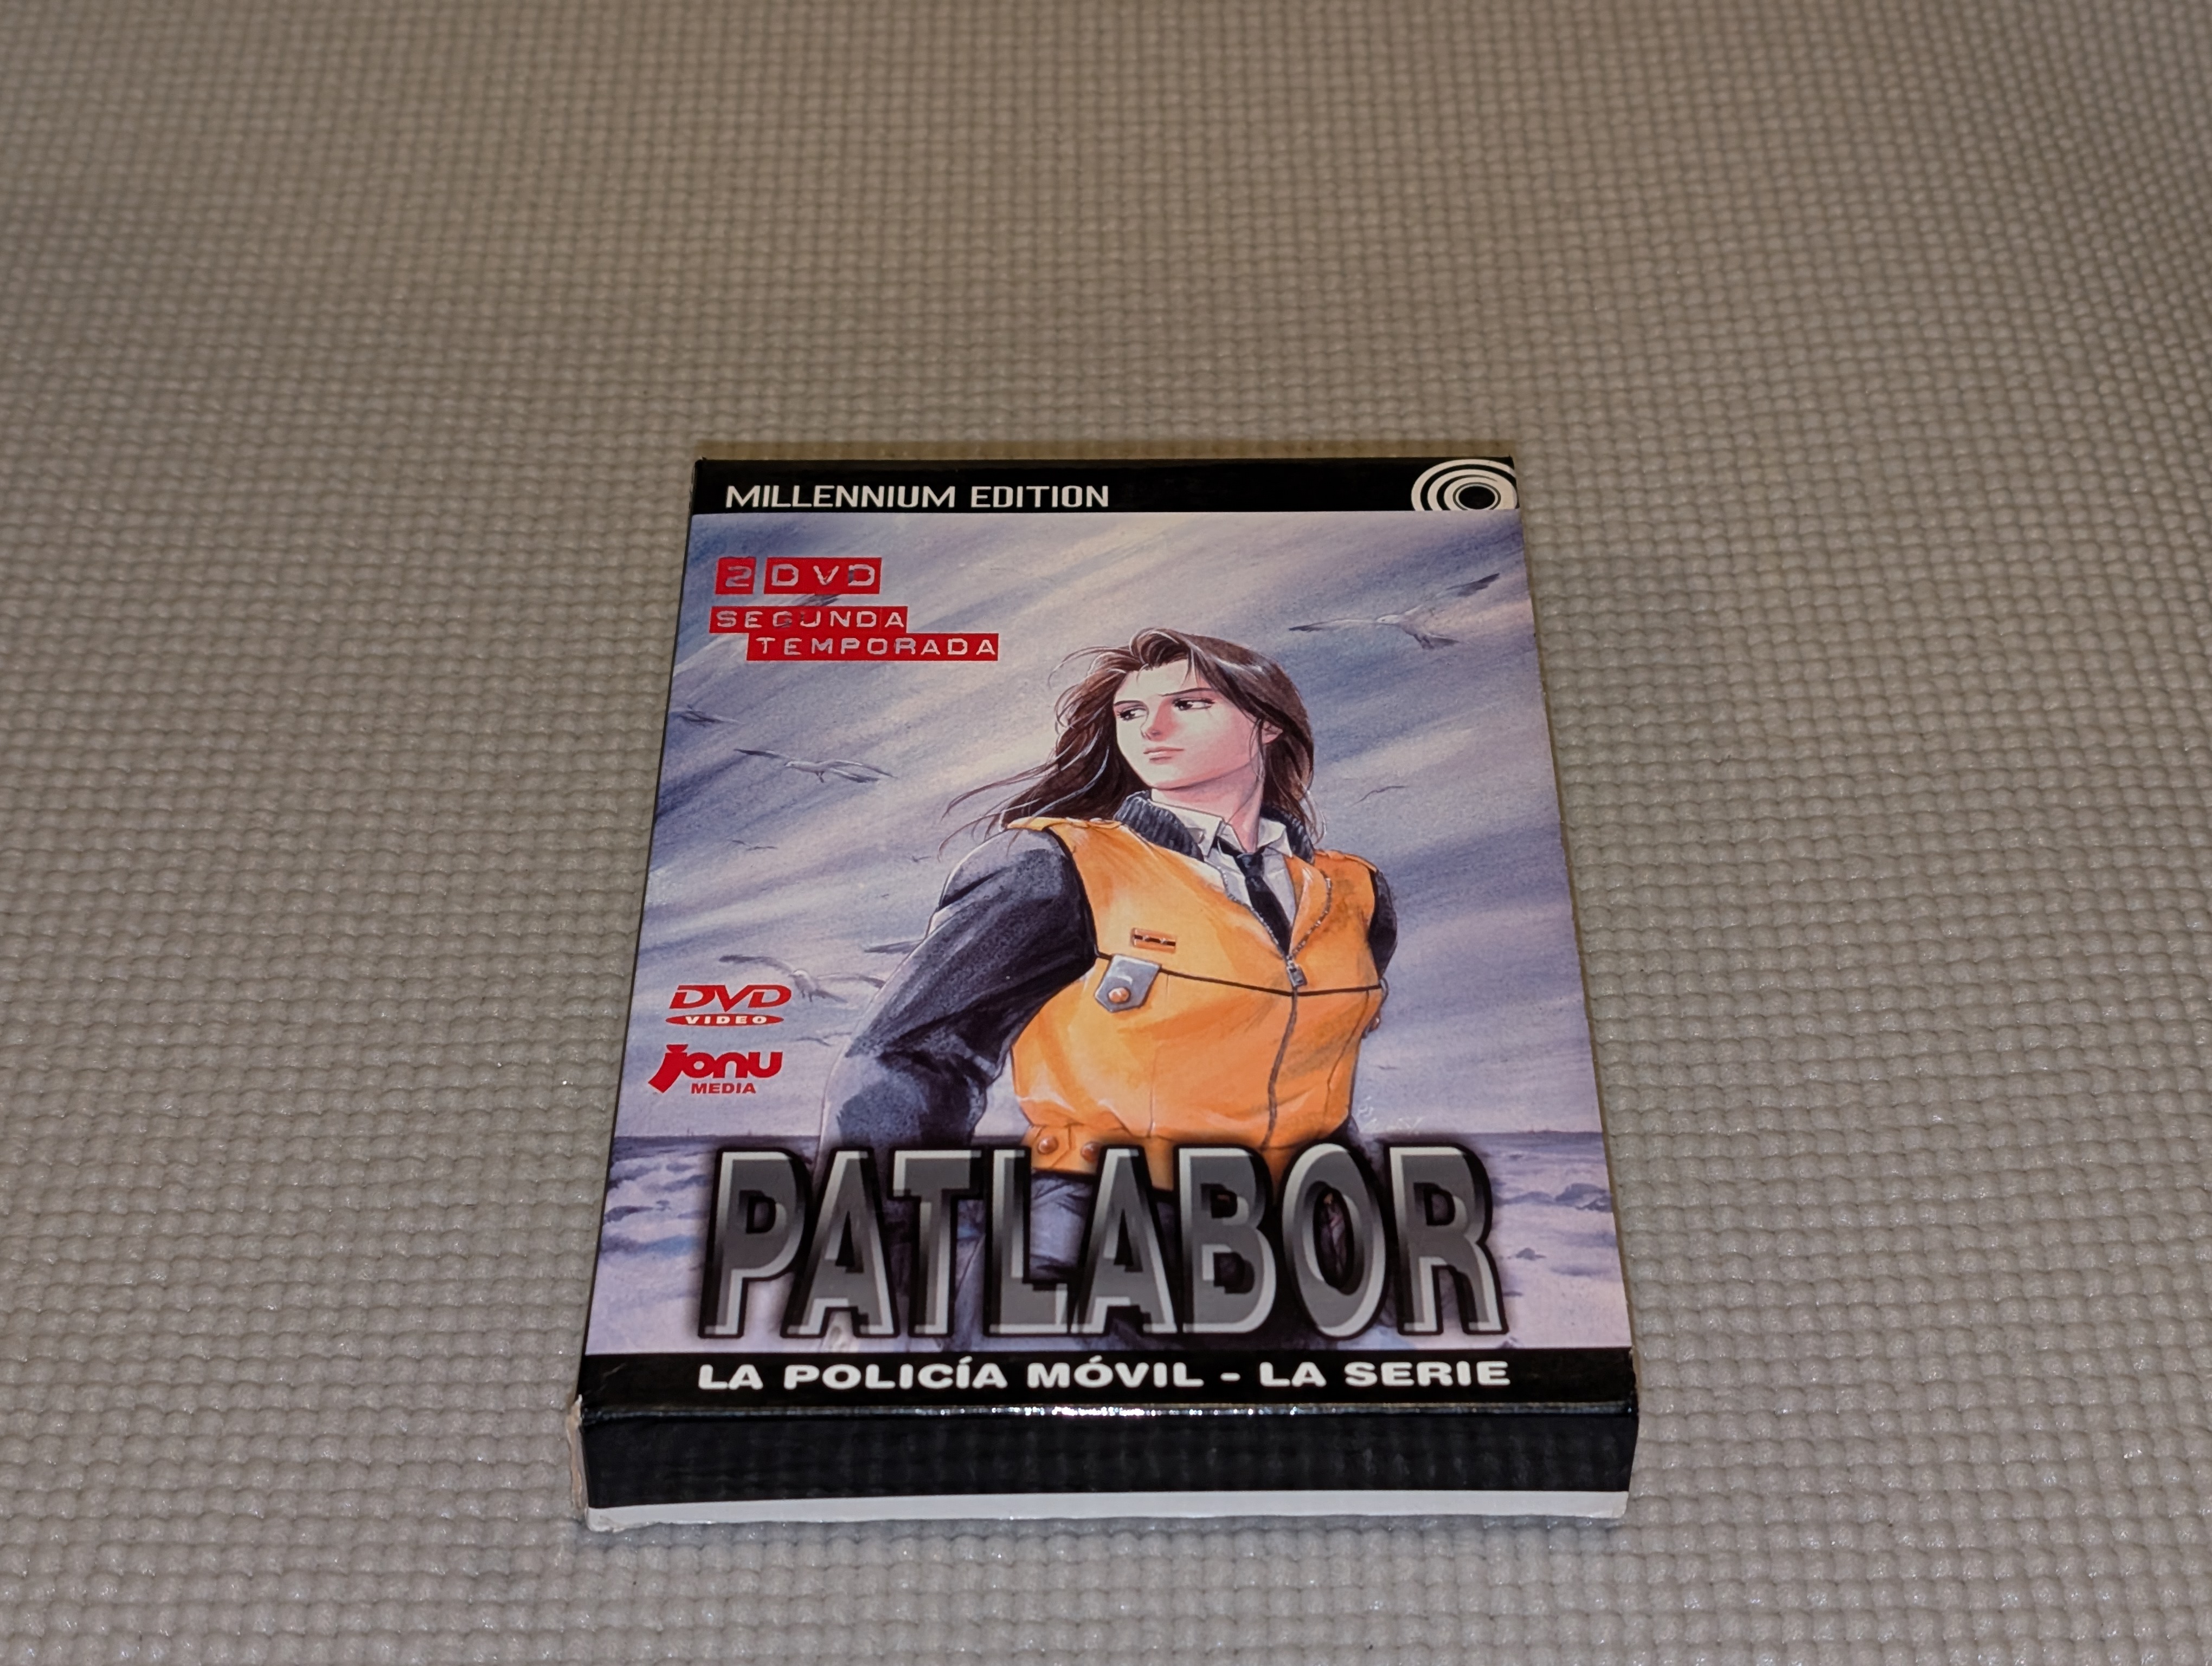 MILLENNIUM EDITION
2 DVD
SEGUNDA
TEMPORADA
DVD
VIDEO
jonu
MEDIA
PATLABOR
LA POLICÍA MÓVIL - LA SERIE